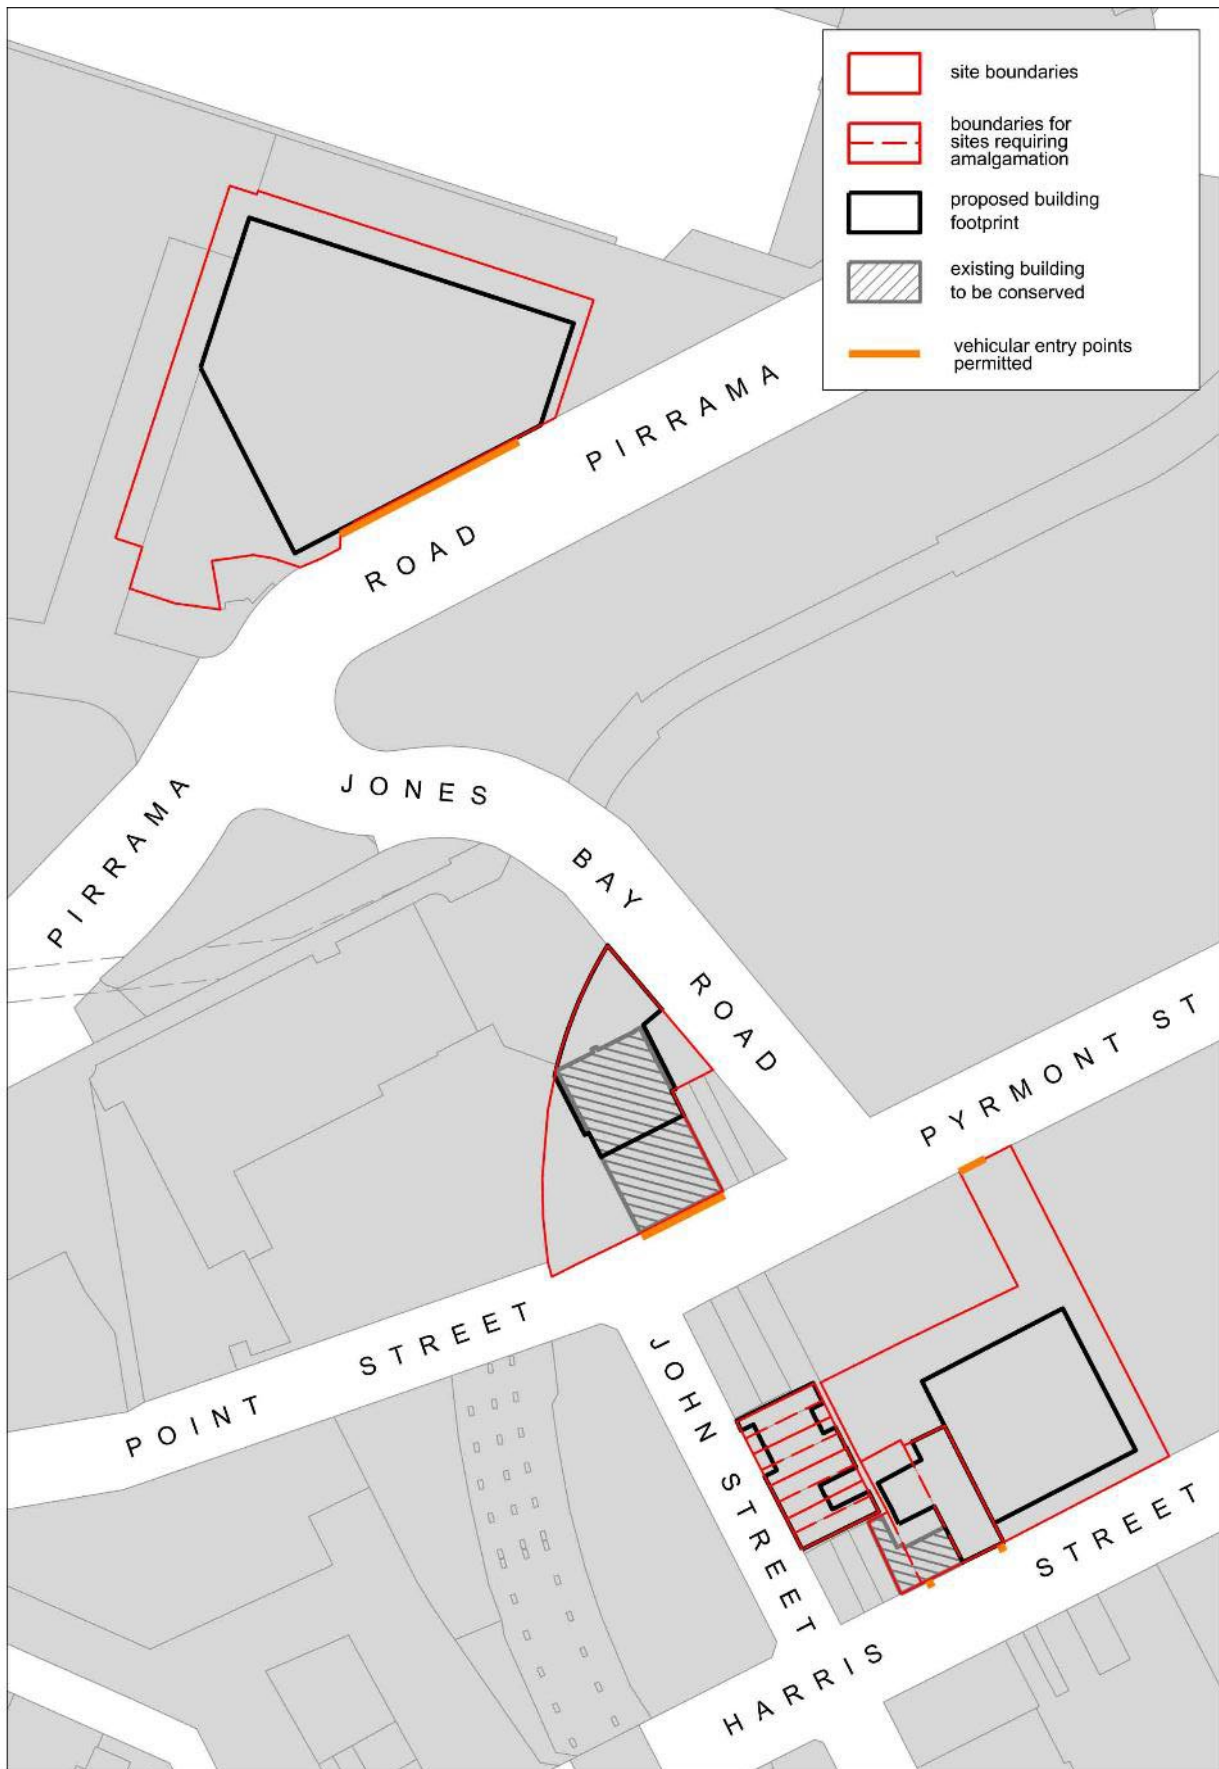 site boundaries
boundaries for
sites requiring
amalgamation
proposed building
footprint
existing building
to be conserved
vehicular entry points
permitted
PIRRAMA
ROAD
PIRRAMA
JONES
BAY
ROAD
PYRMONT ST
POINT STREET
JOHN STREET
HARRIS STREET